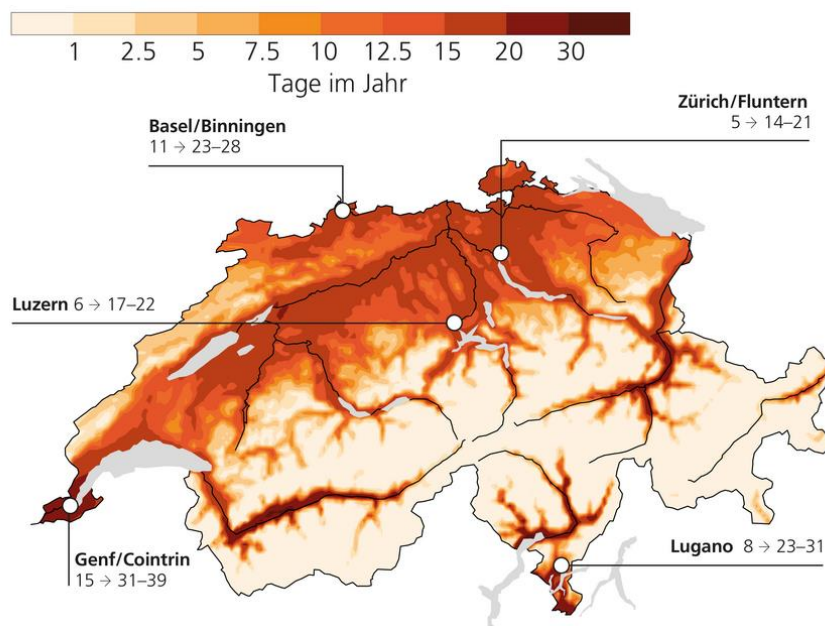 1 2.5 5 7.5 10 12.5 15 20 30
Tage im Jahr
Zürich/Fluntern
5 → 14–21
Basel/Binningen
11 → 23–28
Luzern 6 → 17–22
Genf/Cointrin
15 → 31–39
Lugano 8 → 23–31